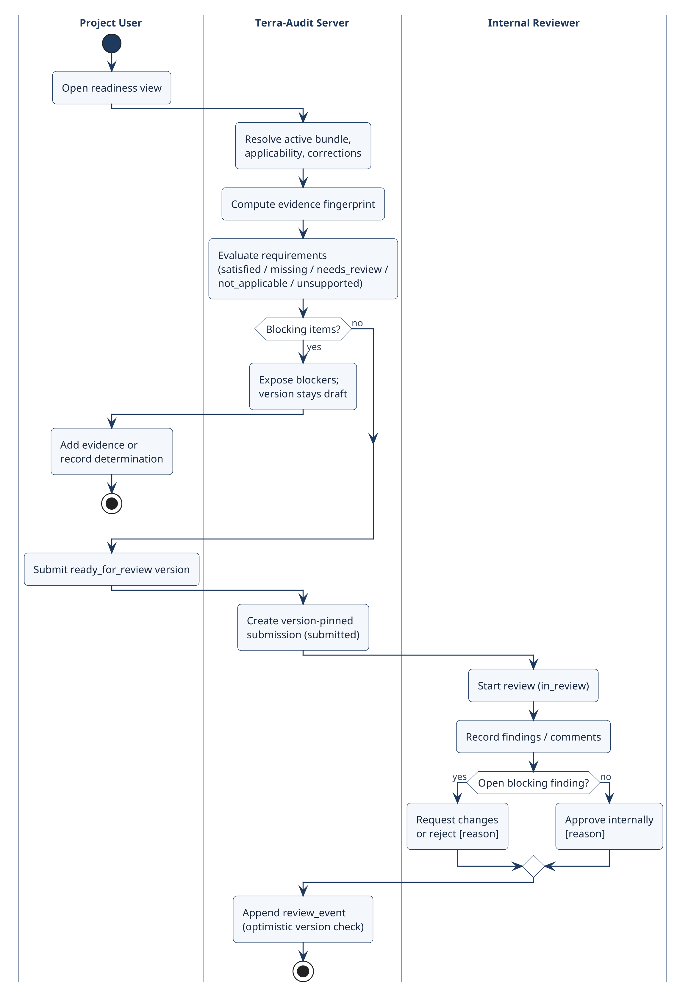 Project User
Terra-Audit Server
Internal Reviewer
Open readiness view
Resolve active bundle,
applicability, corrections
Compute evidence fingerprint
Evaluate requirements
(satisfied / missing / needs_review /
not_applicable / unsupported)
Blocking items?
no
yes
Expose blockers;
version stays draft
Add evidence or
record determination
Submit ready_for_review version
Create version-pinned
submission (submitted)
Start review (in_review)
Record findings / comments
yes
Open blocking finding?
no
Request changes
or reject [reason]
Approve internally
[reason]
Append review_event
(optimistic version check)